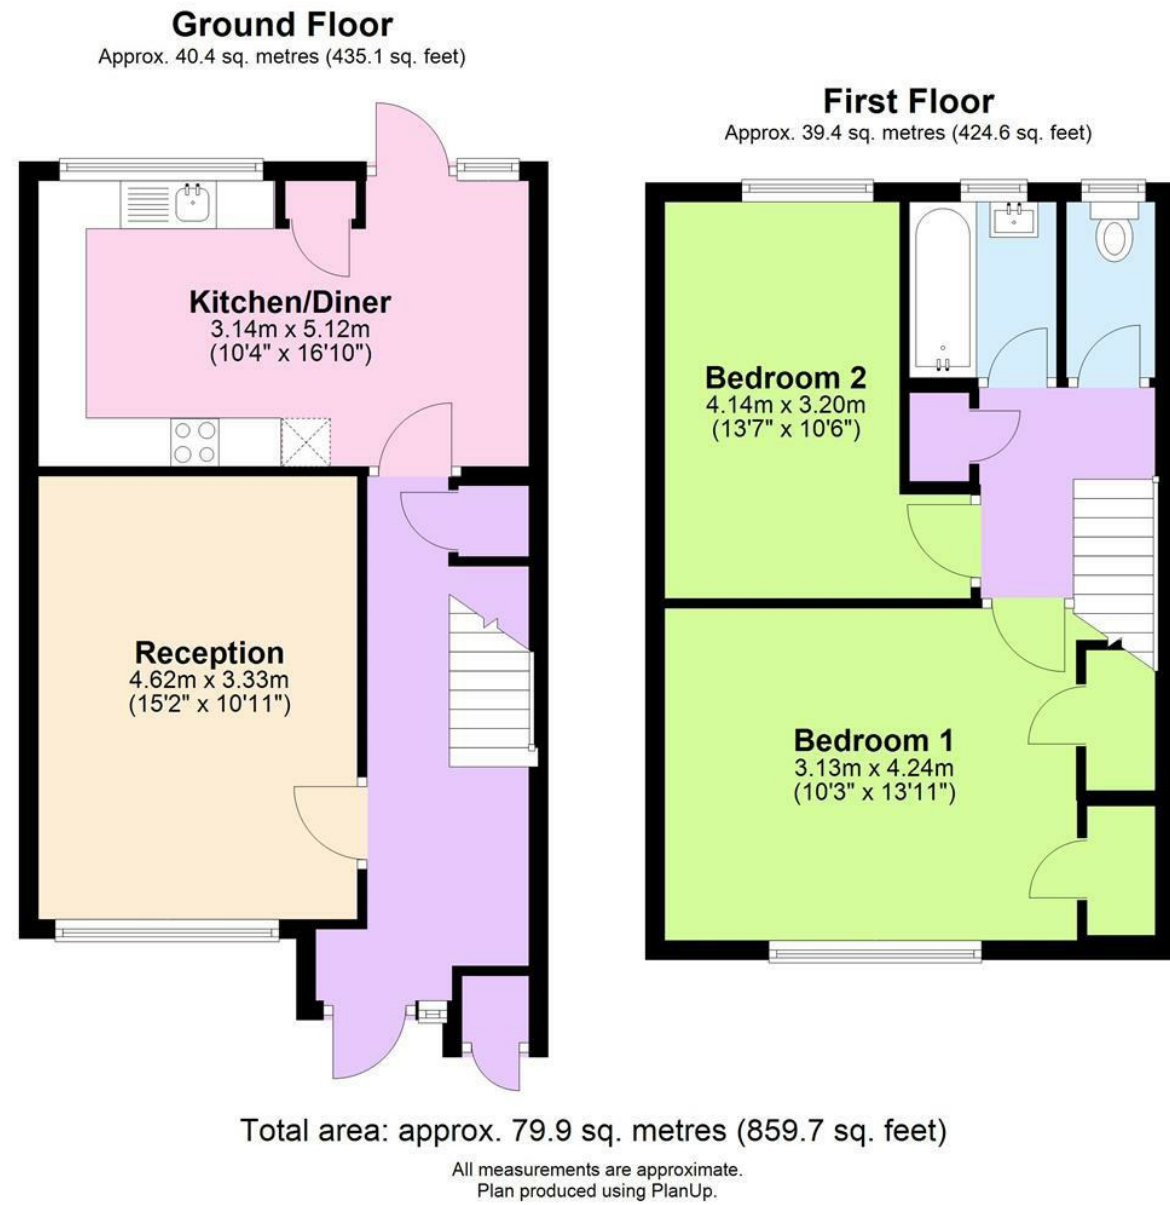 Ground Floor
Approx. 40.4 sq. metres (435.1 sq. feet)
Kitchen/Diner
3.14m x 5.12m
(10'4" x 16'10")
Reception
4.62m x 3.33m
(15'2" x 10'11")
First Floor
Approx. 39.4 sq. metres (424.6 sq. feet)
Bedroom 2
4.14m x 3.20m
(13'7" x 10'6")
Bedroom 1
3.13m x 4.24m
(10'3" x 13'11")
Total area: approx. 79.9 sq. metres (859.7 sq. feet)
All measurements are approximate.
Plan produced using PlanUp.